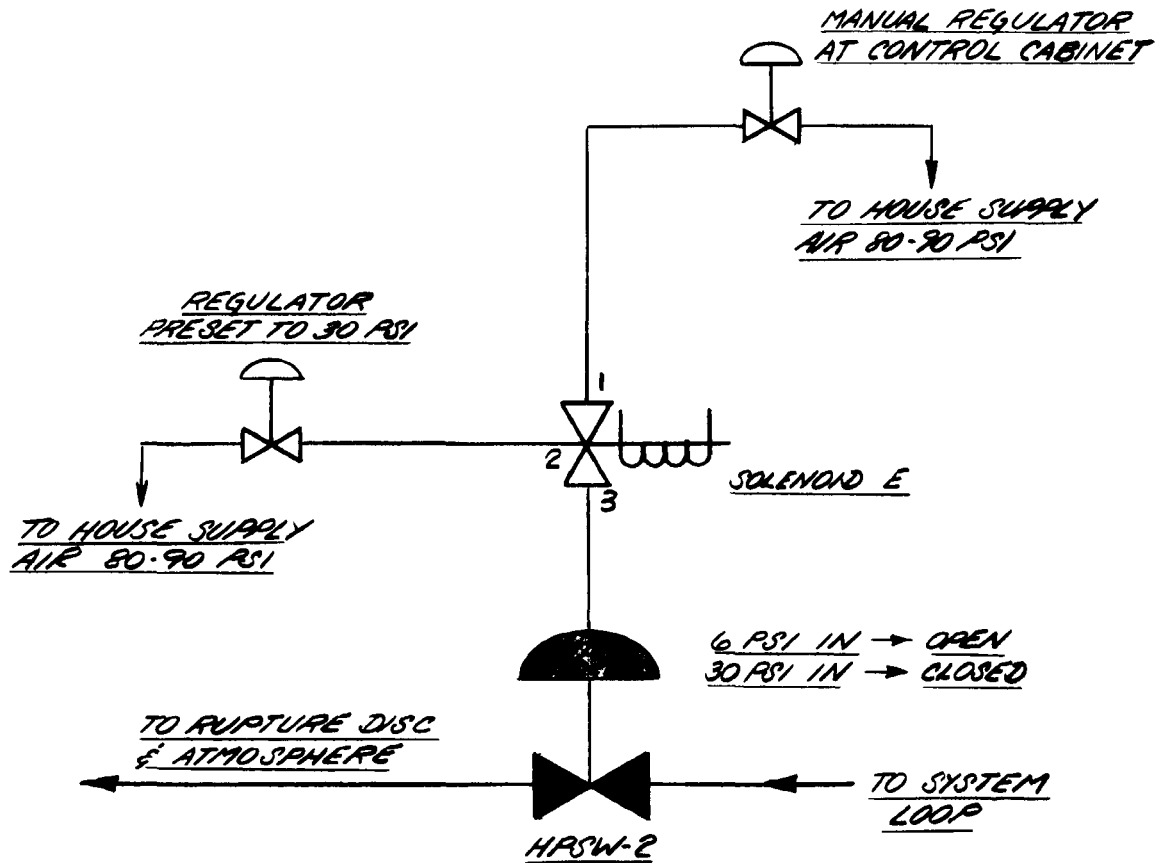 MANUAL REGULATOR
AT CONTROL CABINET
TO HOUSE SUPPLY
AIR 80-90 PSI
REGULATOR
PRESET TO 30 PSI
1
2
3
SOLENOID E
TO HOUSE SUPPLY
AIR 80-90 PSI
6 PSI IN → OPEN
30 PSI IN → CLOSED
TO RUPTURE DISC
& ATMOSPHERE
TO SYSTEM
LOOP
HPSW-2